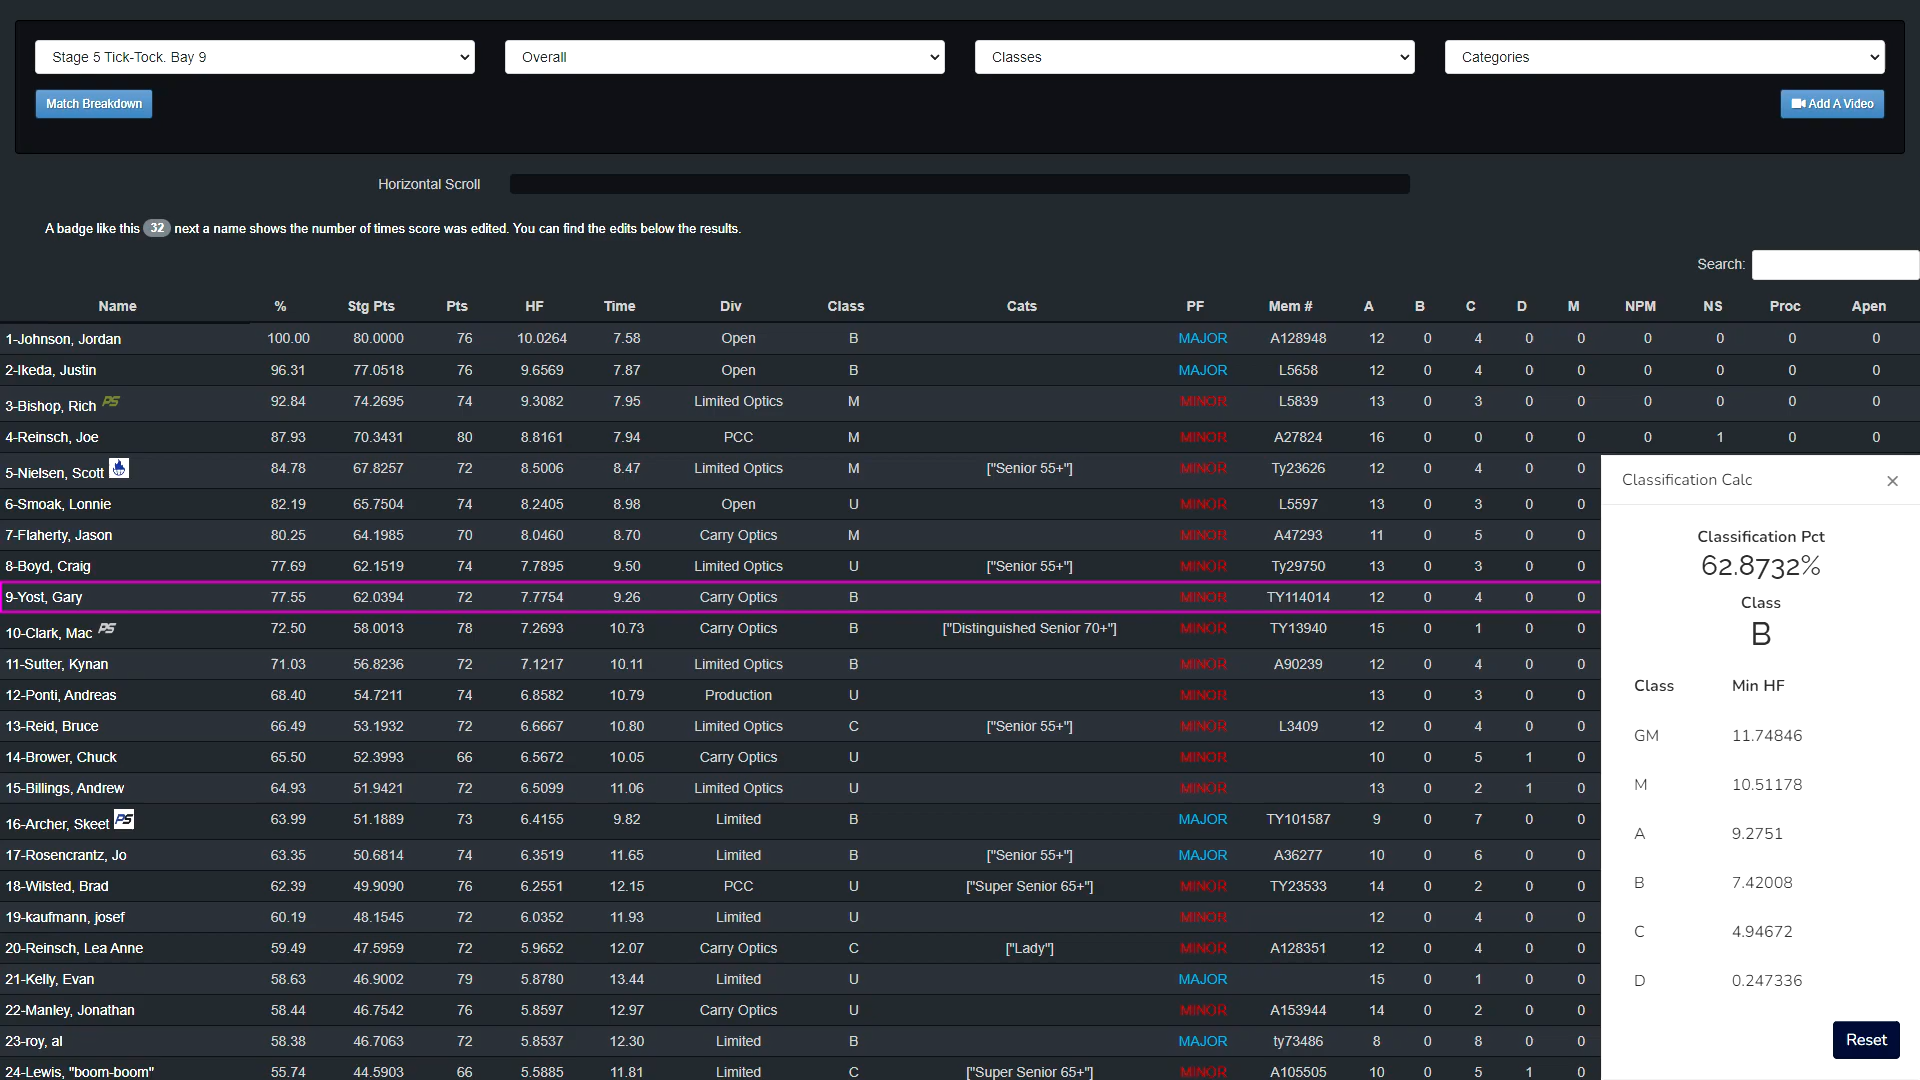 Stage 5 Tick-Tock. Bay 9 Overall Classes Categories
Match Breakdown Add A Video
Horizontal Scroll
A badge like this 32 next a name shows the number of times score was edited. You can find the edits below the results.
Search:
Name % Stg Pts Pts HF Time Div Class Cats PF Mem # A B C D M NPM NS Proc Apen
1-Johnson, Jordan 100.00 80.0000 76 10.0264 7.58 Open B MAJOR A128948 12 0 4 0 0 0 0 0 0
2-Ikeda, Justin 96.31 77.0518 76 9.6569 7.87 Open B MAJOR L5658 12 0 4 0 0 0 0 0 0
3-Bishop, Rich PS 92.84 74.2695 74 9.3082 7.95 Limited Optics M MINOR L5839 13 0 3 0 0 0 0 0 0
4-Reinsch, Joe 87.93 70.3431 80 8.8161 7.94 PCC M MINOR A27824 16 0 0 0 0 0 1 0 0
5-Nielsen, Scott 84.78 67.8257 72 8.5006 8.47 Limited Optics M ["Senior 55+"] MINOR Ty23626 12 0 4 0 0
6-Smoak, Lonnie 82.19 65.7504 74 8.2405 8.98 Open U MINOR L5597 13 0 3 0 0
7-Flaherty, Jason 80.25 64.1985 70 8.0460 8.70 Carry Optics M MINOR A47293 11 0 5 0 0
8-Boyd, Craig 77.69 62.1519 74 7.7895 9.50 Limited Optics U ["Senior 55+"] MINOR Ty29750 13 0 3 0 0
9-Yost, Gary 77.55 62.0394 72 7.7754 9.26 Carry Optics B MINOR TY114014 12 0 4 0 0
10-Clark, Mac PS 72.50 58.0013 78 7.2693 10.73 Carry Optics B ["Distinguished Senior 70+"] MINOR TY13940 15 0 1 0 0
11-Sutter, Kynan 71.03 56.8236 72 7.1217 10.11 Limited Optics B MINOR A90239 12 0 4 0 0
12-Ponti, Andreas 68.40 54.7211 74 6.8582 10.79 Production U MINOR 13 0 3 0 0
13-Reid, Bruce 66.49 53.1932 72 6.6667 10.80 Limited Optics C ["Senior 55+"] MINOR L3409 12 0 4 0 0
14-Brower, Chuck 65.50 52.3993 66 6.5672 10.05 Carry Optics U MINOR 10 0 5 1 0
15-Billings, Andrew 64.93 51.9421 72 6.5099 11.06 Limited Optics U MINOR 13 0 2 1 0
16-Archer, Skeet PS 63.99 51.1889 73 6.4155 9.82 Limited B MAJOR TY101587 9 0 7 0 0
17-Rosencrantz, Jo 63.35 50.6814 74 6.3519 11.65 Limited B ["Senior 55+"] MAJOR A36277 10 0 6 0 0
18-Wilsted, Brad 62.39 49.9090 76 6.2551 12.15 PCC U ["Super Senior 65+"] MINOR TY23533 14 0 2 0 0
19-kaufmann, josef 60.19 48.1545 72 6.0352 11.93 Limited U MINOR 12 0 4 0 0
20-Reinsch, Lea Anne 59.49 47.5959 72 5.9652 12.07 Carry Optics C ["Lady"] MINOR A128351 12 0 4 0 0
21-Kelly, Evan 58.63 46.9002 79 5.8780 13.44 Limited U MAJOR 15 0 1 0 0
22-Manley, Jonathan 58.44 46.7542 76 5.8597 12.97 Carry Optics U MINOR A153944 14 0 2 0 0
23-roy, al 58.38 46.7063 72 5.8537 12.30 Limited B MAJOR ty73486 8 0 8 0 0
24-Lewis, "boom-boom" 55.74 44.5903 66 5.5885 11.81 Limited C ["Super Senior 65+"] MINOR A105505 10 0 5 1 0
Classification Calc ×
Classification Pct
62.8732%
Class
B
Class Min HF
GM 11.74846
M 10.51178
A 9.2751
B 7.42008
C 4.94672
D 0.247336
Reset